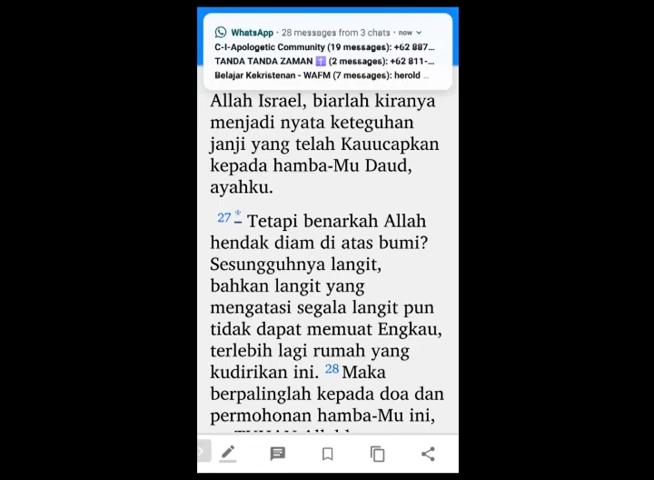 WhatsApp · 28 messages from 3 chats · now
C-I-Apologetic Community (19 messages): +62 887...
TANDA TANDA ZAMAN ✝️ (2 messages): +62 811-...
Belajar Kekristenan - WAFM (7 messages): herold ...
Allah Israel, biarlah kiranya
menjadi nyata keteguhan
janji yang telah Kauucapkan
kepada hamba-Mu Daud,
ayahku.
27 * Tetapi benarkah Allah
hendak diam di atas bumi?
Sesungguhnya langit,
bahkan langit yang
mengatasi segala langit pun
tidak dapat memuat Engkau,
terlebih lagi rumah yang
kudirikan ini. 28 Maka
berpalinglah kepada doa dan
permohonan hamba-Mu ini,